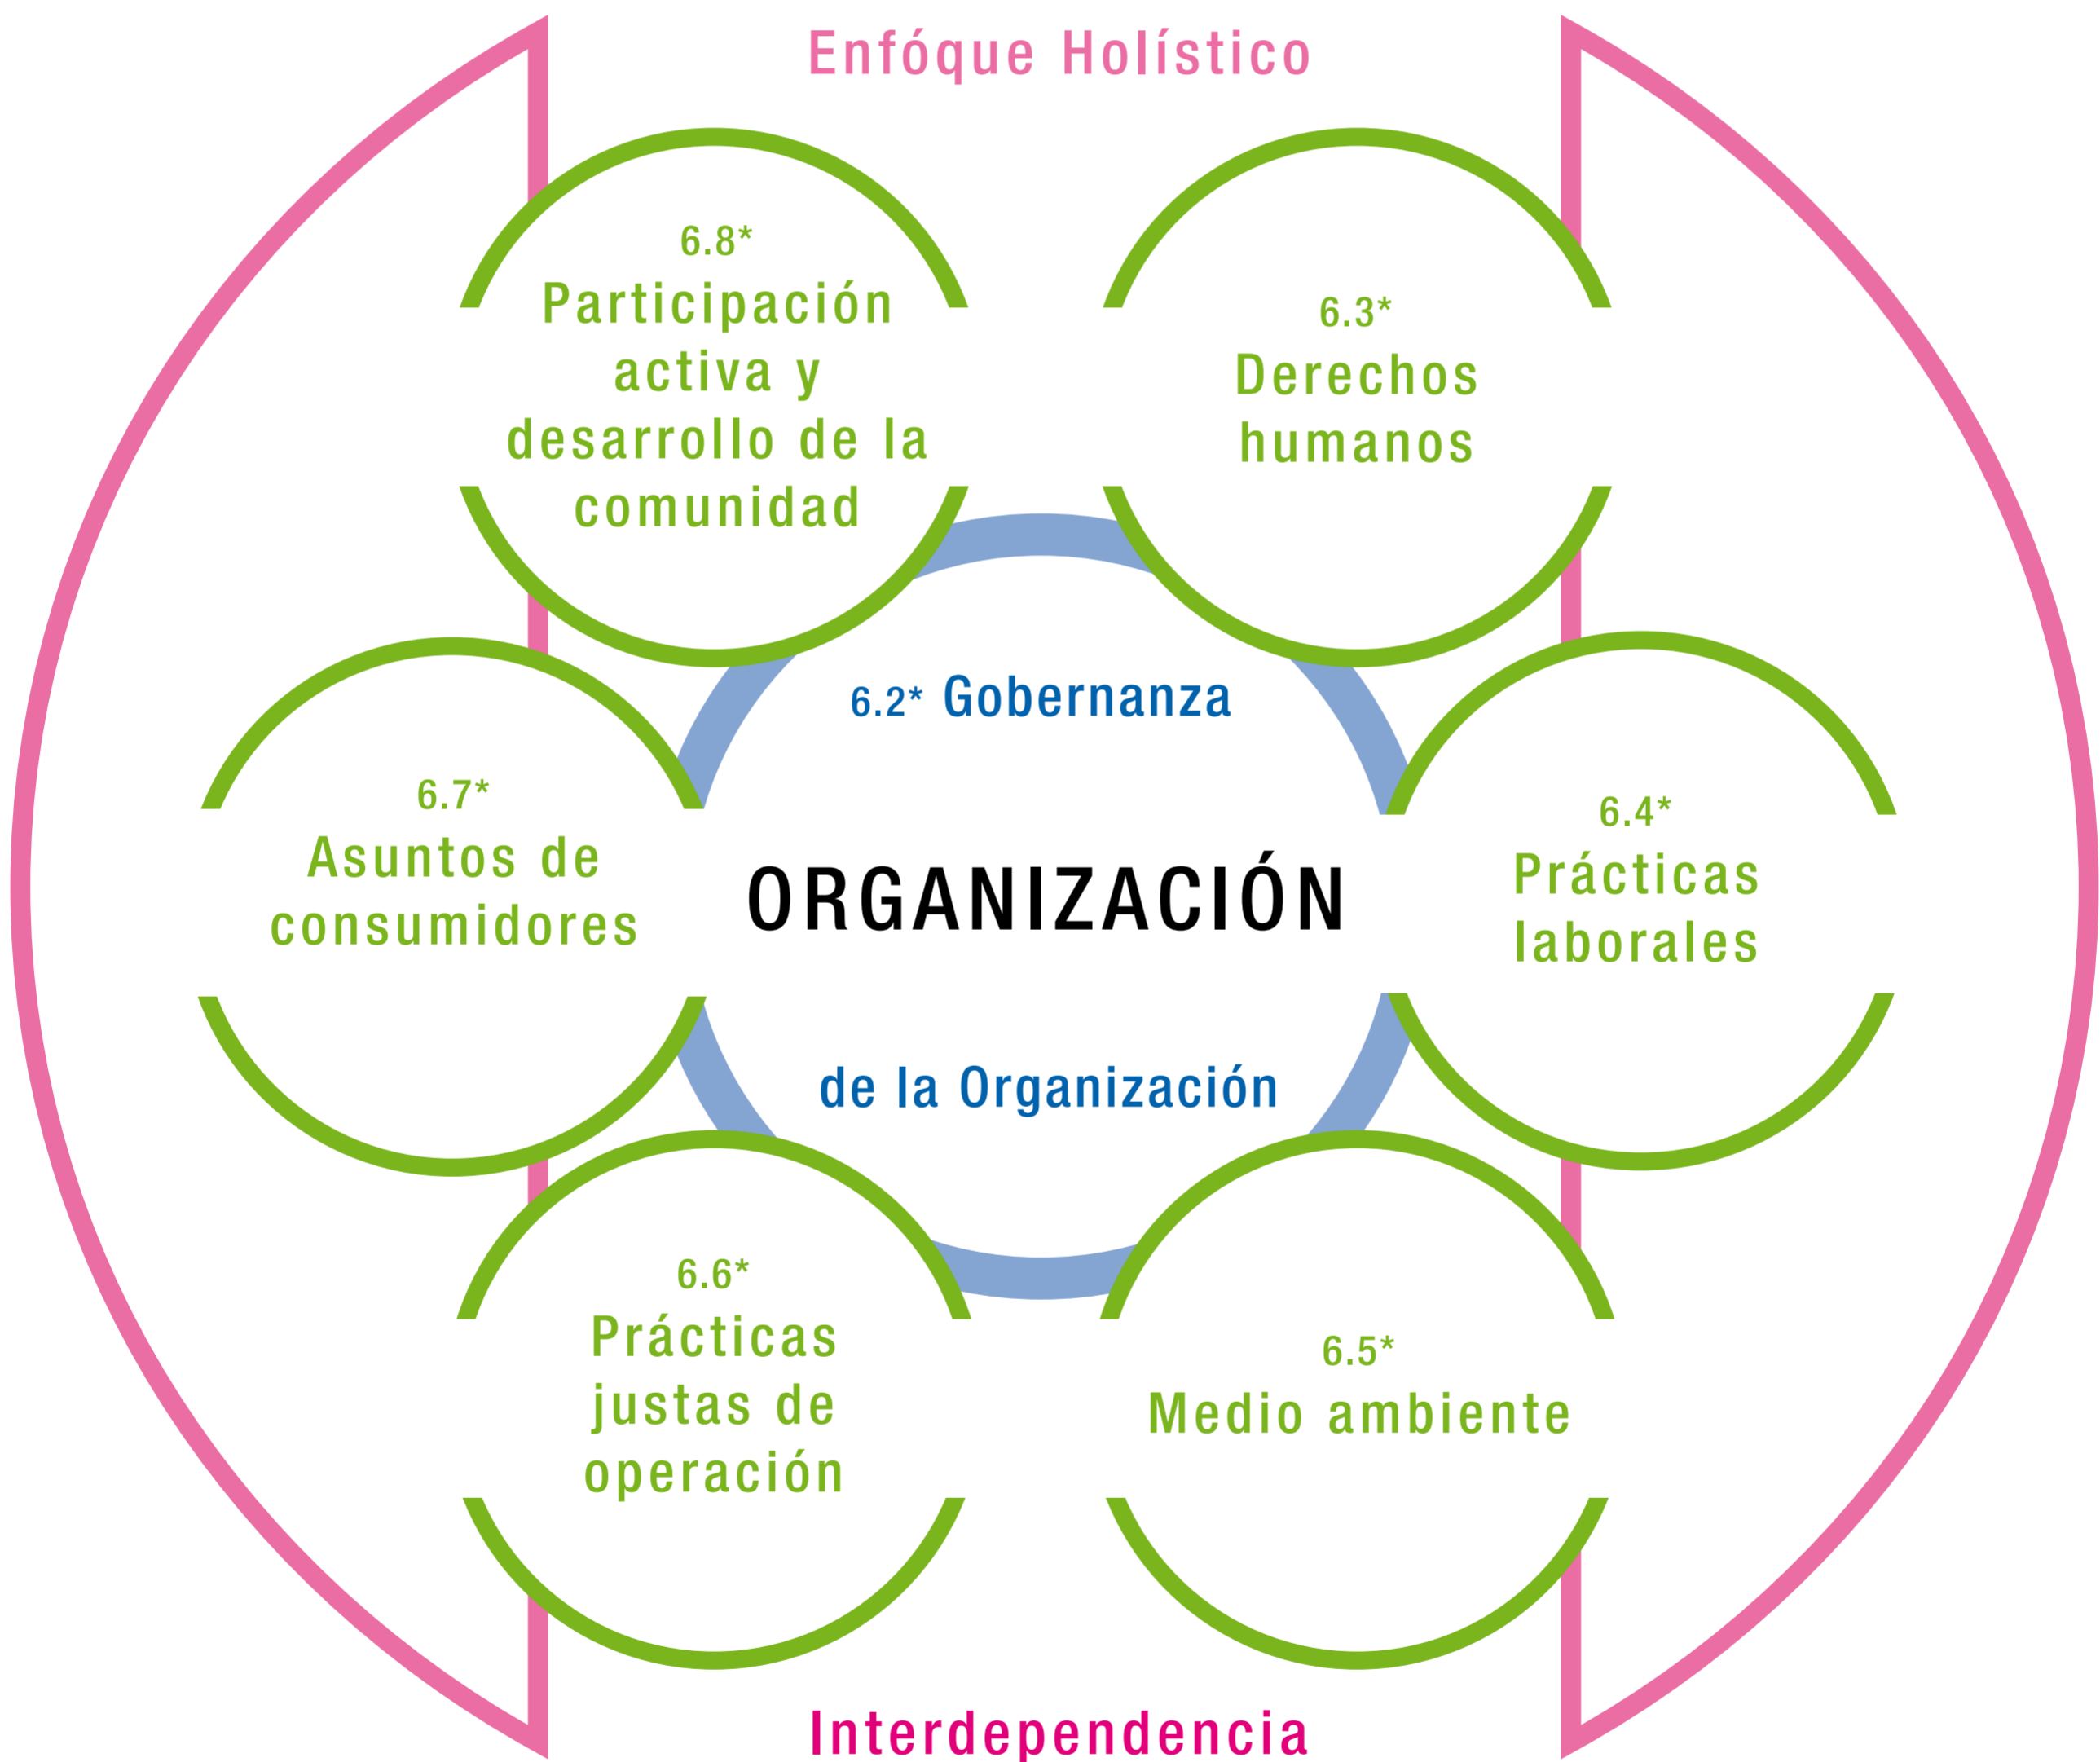 Enfóque Holístico
6.8*
Participación
activa y
desarrollo de la
comunidad
6.3*
Derechos
humanos
6.2* Gobernanza
6.7*
Asuntos de
consumidores
ORGANIZACIÓN
6.4*
Prácticas
laborales
de la Organización
6.6*
Prácticas
justas de
operación
6.5*
Medio ambiente
Interdependencia